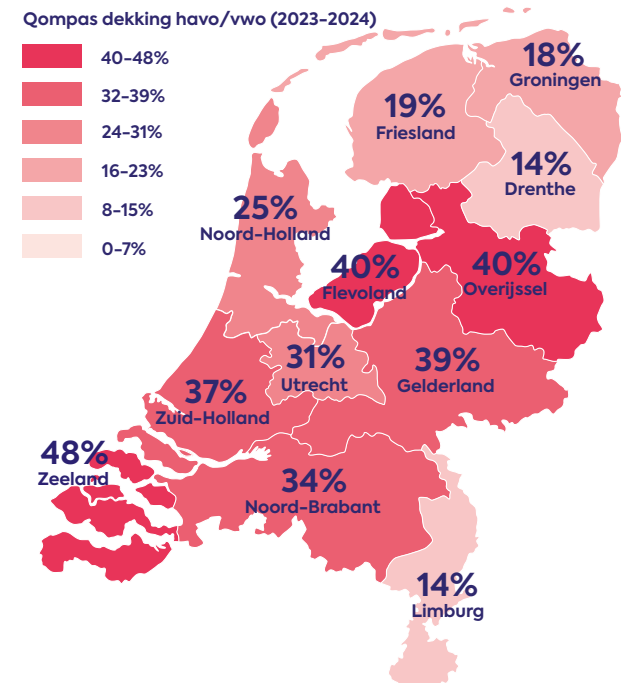 Qompas dekking havo/vwo (2023-2024)
40-48%
32-39%
24-31%
16-23%
8-15%
0-7%
18%
Groningen
19%
Friesland
14%
Drenthe
25%
Noord-Holland
40%
Flevoland
40%
Overijssel
31%
Utrecht
39%
Gelderland
37%
Zuid-Holland
48%
Zeeland
34%
Noord-Brabant
14%
Limburg